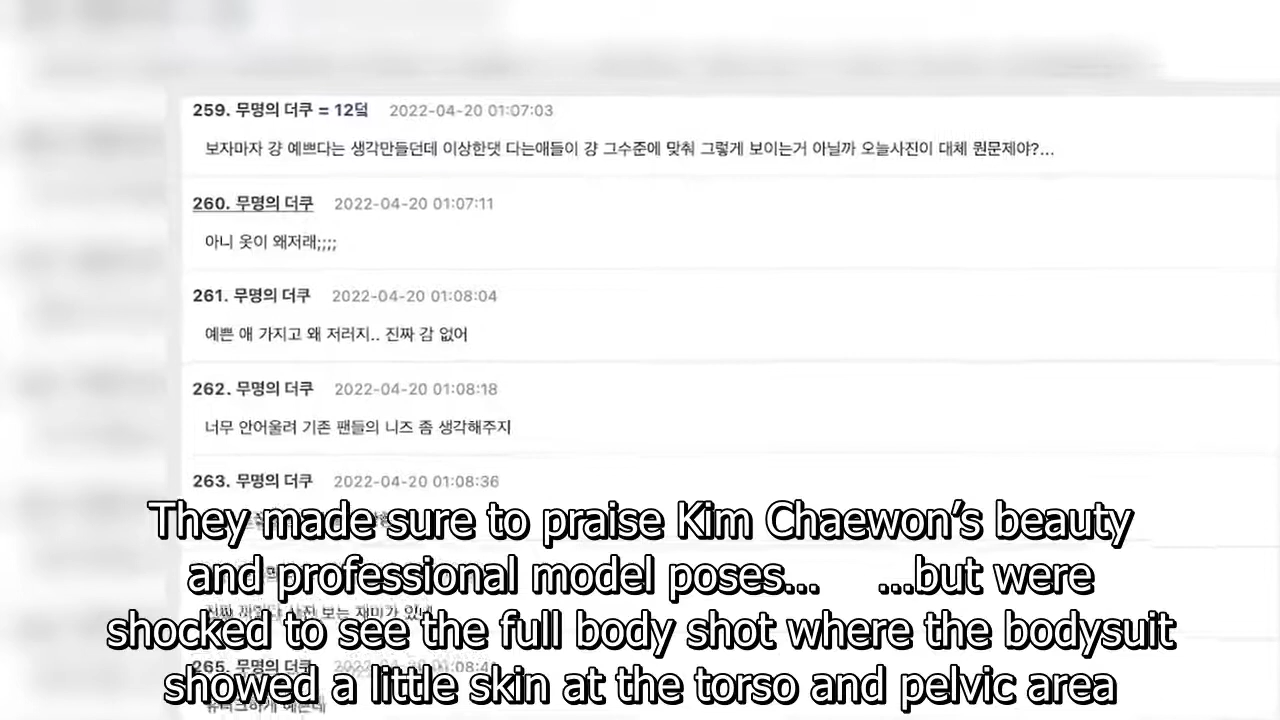 259. 무명의 더쿠 = 12덬 2022-04-20 01:07:03
보자마자 걍 예쁘다는 생각만들던데 이상한댓 다는애들이 걍 그수준에 맞춰 그렇게 보이는거 아닐까 오늘사진이 대체 뭔문제야?...
260. 무명의 더쿠 2022-04-20 01:07:11
아니 옷이 왜저래;;;;
261. 무명의 더쿠 2022-04-20 01:08:04
예쁜 애 가지고 왜 저러지.. 진짜 감 없어
262. 무명의 더쿠 2022-04-20 01:08:18
너무 안어울려 기존 팬들의 니즈 좀 생각해주지
263. 무명의 더쿠 2022-04-20 01:08:36
They made sure to praise Kim Chaewon's beauty
and professional model poses... ...but were
사진 보는 재미가 있
shocked to see the full body shot where the bodysuit
265. 무명의 더쿠
showed a little skin at the torso and pelvic area